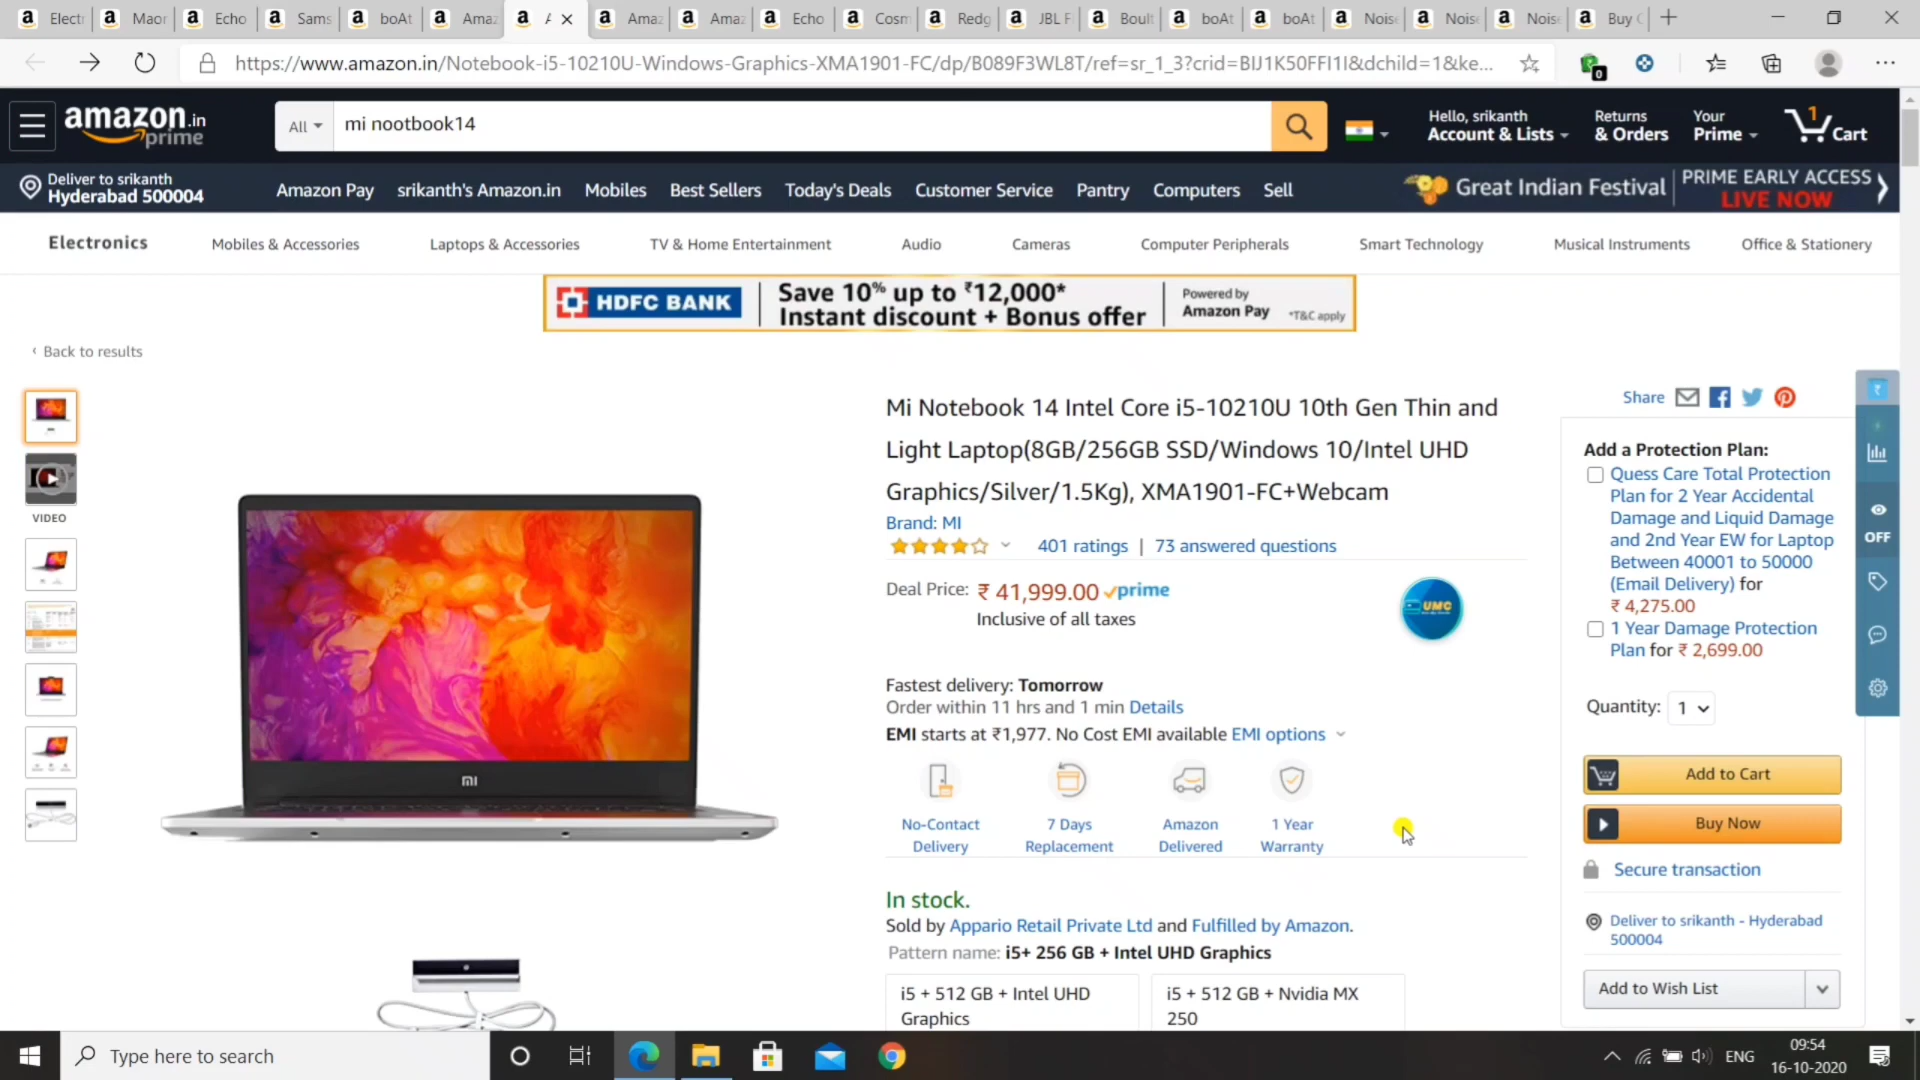 Electr
Maon
Echo
Sams
boAt
Amaz
Amaz
Amaz
Echo
Cosm
Redg
JBL F
Boult
boAt
boAt
Noise
Noise
Noise
Buy
https://www.amazon.in/Notebook-i5-10210U-Windows-Graphics-XMA1901-FC/dp/B089F3WL8T/ref=sr_1_3?crid=BIJ1K50FFI1I&dchild=1&ke...
0
amazon.in
prime
All
mi nootbook14
Hello, srikanth
Account & Lists
Returns
& Orders
Your
Prime
1
Cart
Deliver to srikanth
Hyderabad 500004
Amazon Pay srikanth's Amazon.in Mobiles Best Sellers Today's Deals Customer Service Pantry Computers Sell
Great Indian Festival
PRIME EARLY ACCESS
LIVE NOW
Electronics Mobiles & Accessories Laptops & Accessories TV & Home Entertainment Audio Cameras Computer Peripherals Smart Technology Musical Instruments Office & Stationery
HDFC BANK
Save 10% up to ₹12,000*
Instant discount + Bonus offer
Powered by
Amazon Pay
*T&C apply
‹ Back to results
VIDEO
mi
Mi Notebook 14 Intel Core i5-10210U 10th Gen Thin and
Light Laptop(8GB/256GB SSD/Windows 10/Intel UHD
Graphics/Silver/1.5Kg), XMA1901-FC+Webcam
Brand: MI
401 ratings | 73 answered questions
Deal Price: ₹ 41,999.00 prime
Inclusive of all taxes
UMC
Fastest delivery: Tomorrow
Order within 11 hrs and 1 min Details
EMI starts at ₹1,977. No Cost EMI available EMI options
No-Contact
Delivery
7 Days
Replacement
Amazon
Delivered
1 Year
Warranty
In stock.
Sold by Appario Retail Private Ltd and Fulfilled by Amazon.
Pattern name: i5+ 256 GB + Intel UHD Graphics
i5 + 512 GB + Intel UHD
Graphics
i5 + 512 GB + Nvidia MX
250
Share
Add a Protection Plan:
Quess Care Total Protection
Plan for 2 Year Accidental
Damage and Liquid Damage
and 2nd Year EW for Laptop
Between 40001 to 50000
(Email Delivery) for
₹ 4,275.00
1 Year Damage Protection
Plan for ₹ 2,699.00
Quantity: 1
Add to Cart
Buy Now
Secure transaction
Deliver to srikanth - Hyderabad
500004
Add to Wish List
₹
OFF
Type here to search
ENG
09:54
16-10-2020